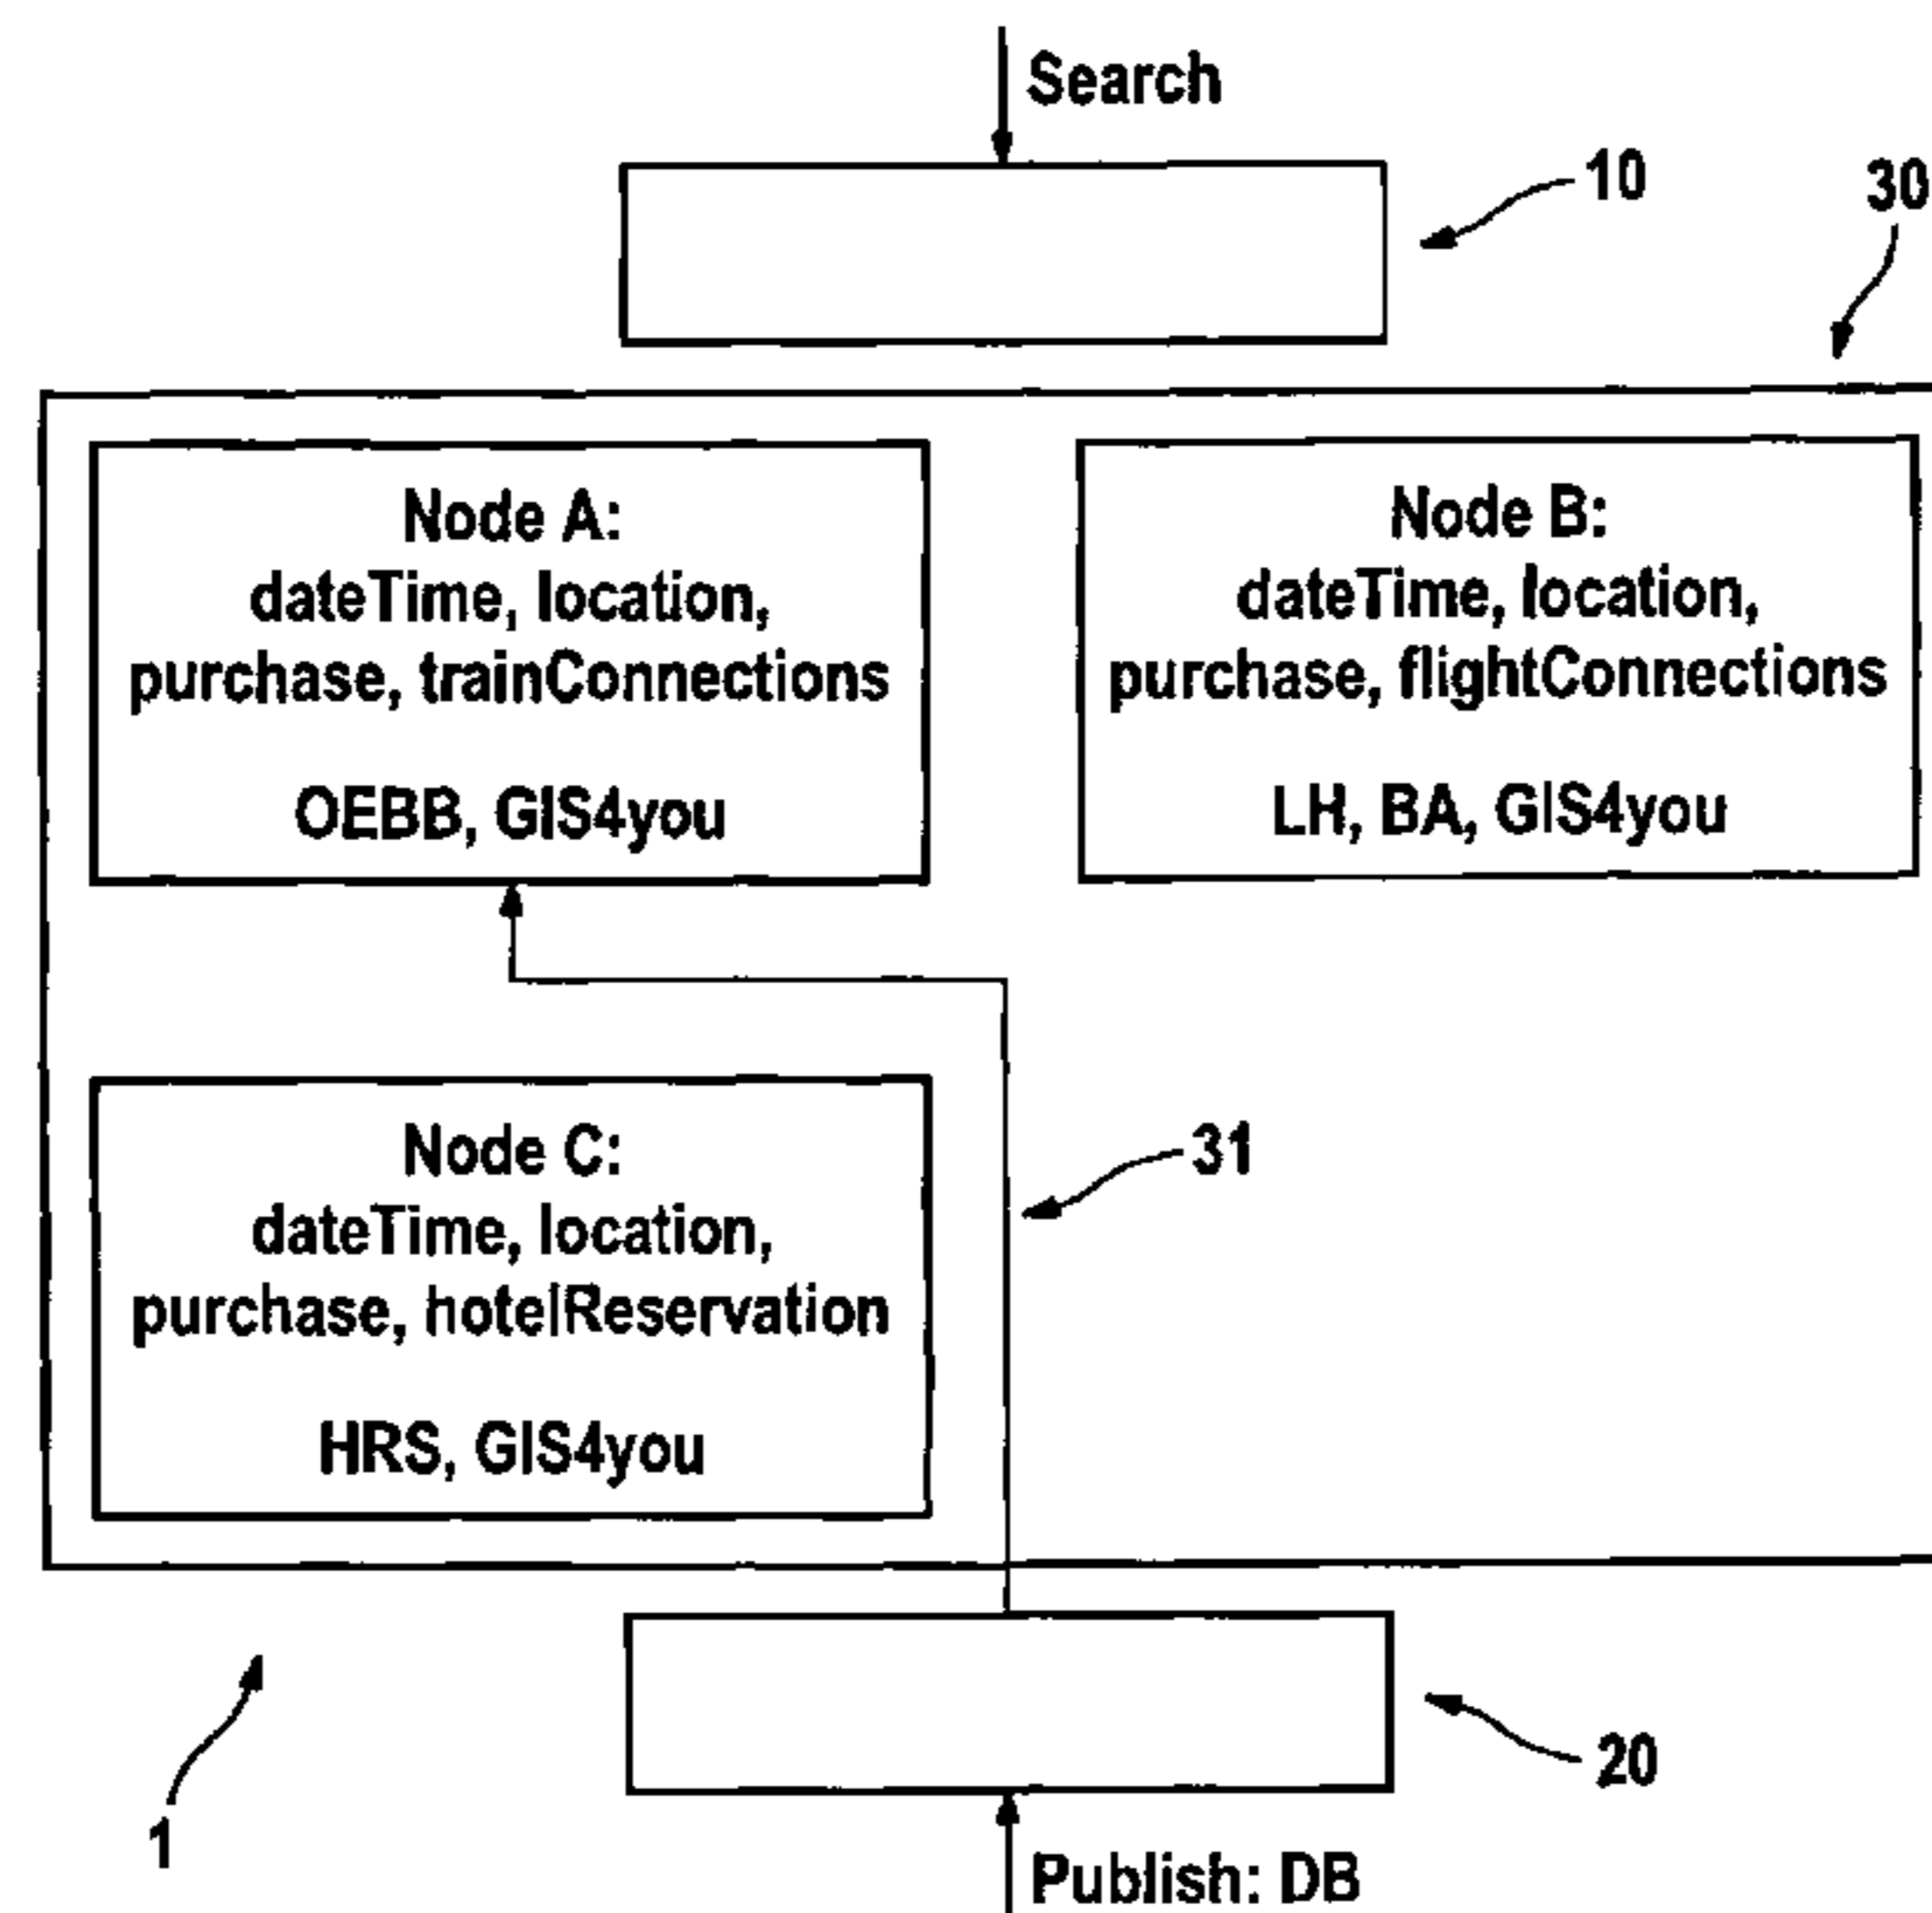 Search
10
30
Node A:
dateTime, location,
purchase, trainConnections
OEBB, GIS4you
Node B:
dateTime, location,
purchase, flightConnections
LH, BA, GIS4you
Node C:
dateTime, location,
purchase, hotelReservation
HRS, GIS4you
31
20
1
Publish: DB